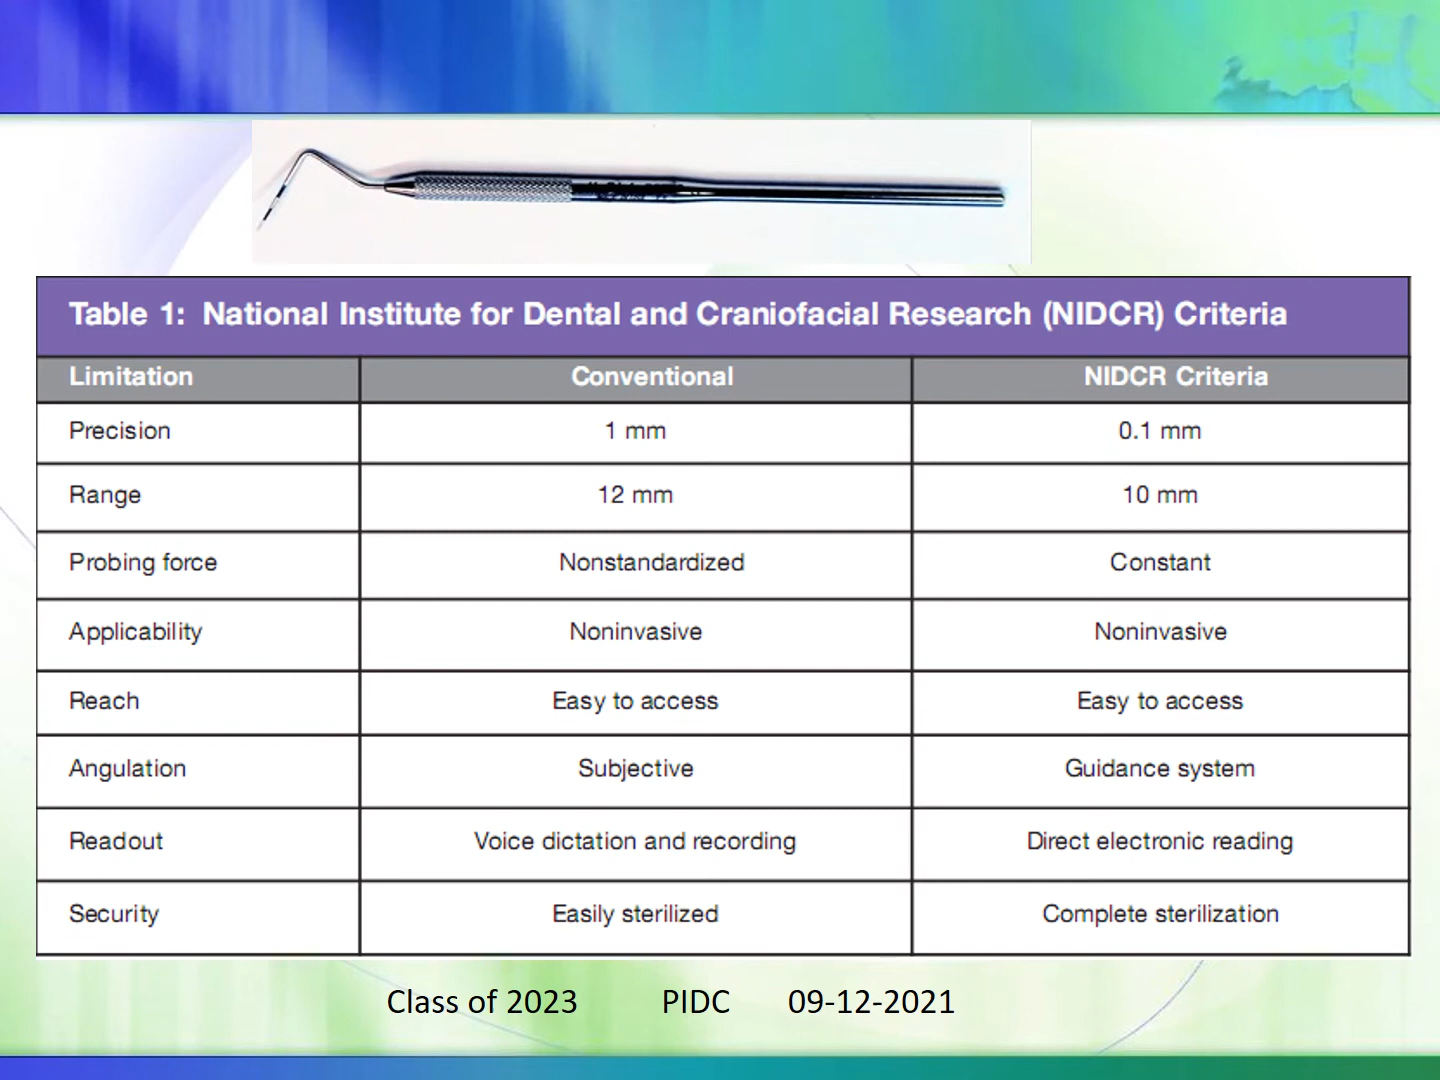 Table 1: National Institute for Dental and Craniofacial Research (NIDCR) Criteria
Limitation Conventional NIDCR Criteria
Precision 1 mm 0.1 mm
Range 12 mm 10 mm
Probing force Nonstandardized Constant
Applicability Noninvasive Noninvasive
Reach Easy to access Easy to access
Angulation Subjective Guidance system
Readout Voice dictation and recording Direct electronic reading
Security Easily sterilized Complete sterilization
Class of 2023 PIDC 09-12-2021